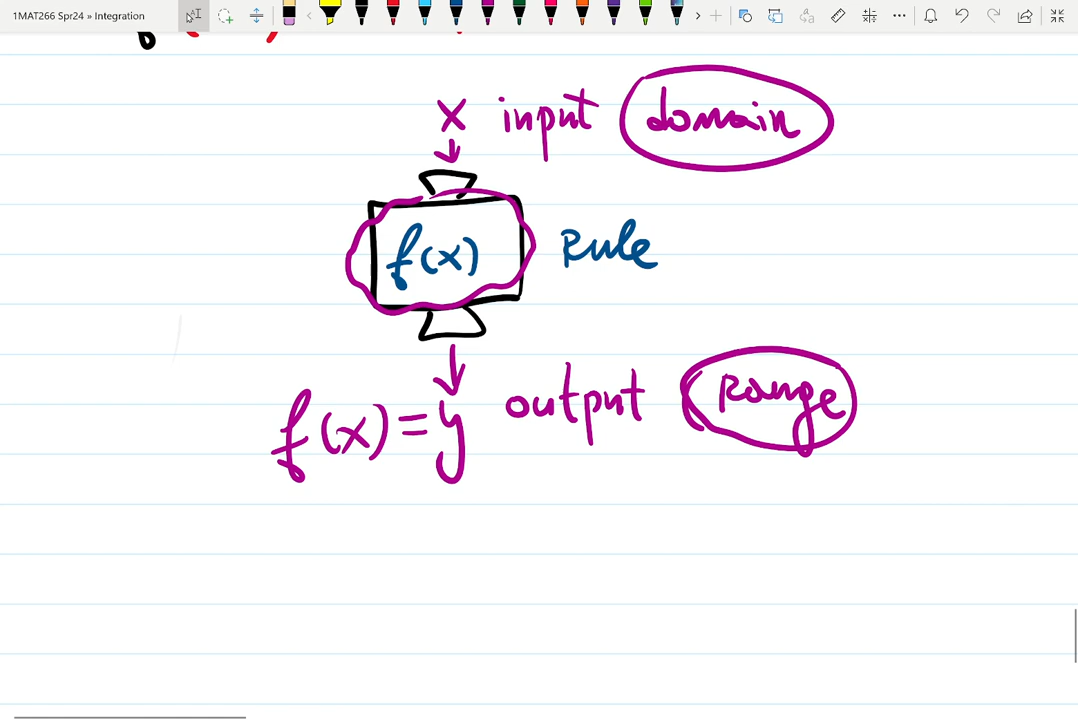 1MAT266 Spr24 » Integration
x input domain
f(x) Rule
f(x) = y output Range